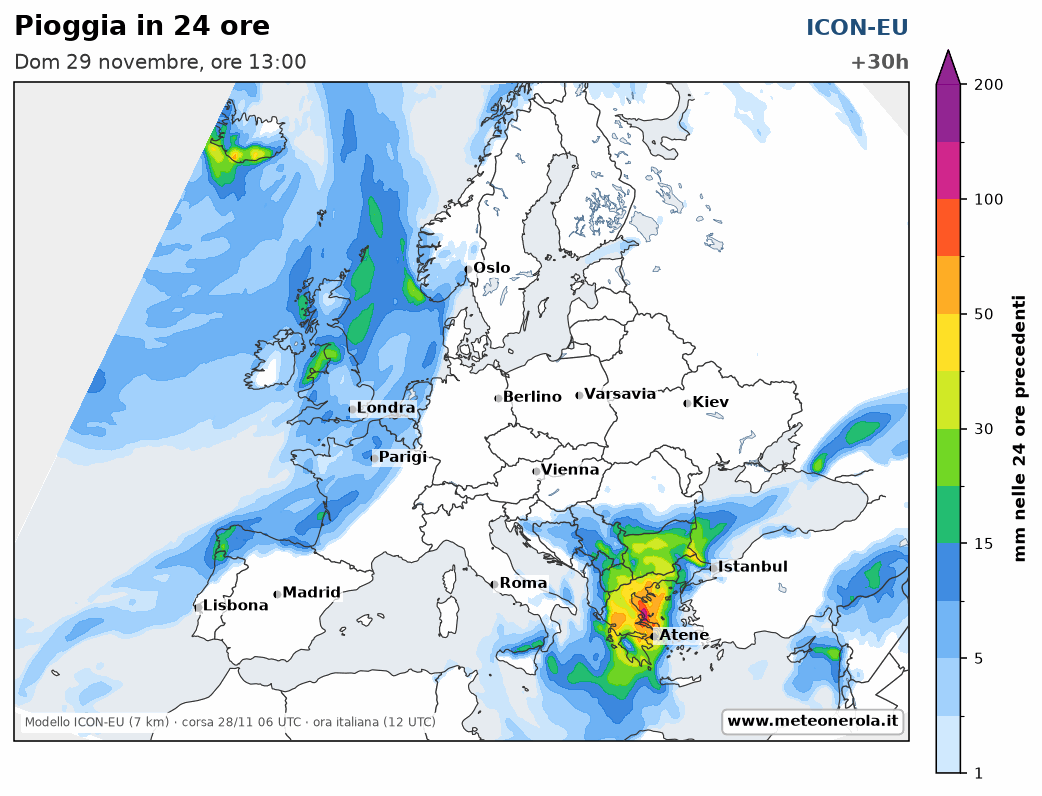 Pioggia in 24 ore
ICON-EU
Dom 29 novembre, ore 13:00
+30h
200
100
50
30
15
5
1
mm nelle 24 ore precedenti
Oslo
Berlino
Varsavia
Kiev
Londra
Parigi
Vienna
Istanbul
Roma
Madrid
Lisbona
Atene
Modello ICON-EU (7 km) · corsa 28/11 06 UTC · ora italiana (12 UTC)
www.meteonerola.it